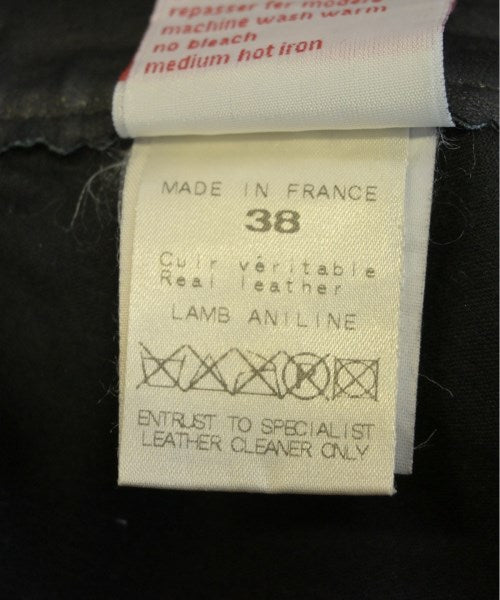 repasser fer modéré
machine wash warm
no bleach
medium hot iron
MADE IN FRANCE
38
Cuir véritable
Real leather
LAMB ANILINE
ENTRUST TO SPECIALIST
LEATHER CLEANER ONLY